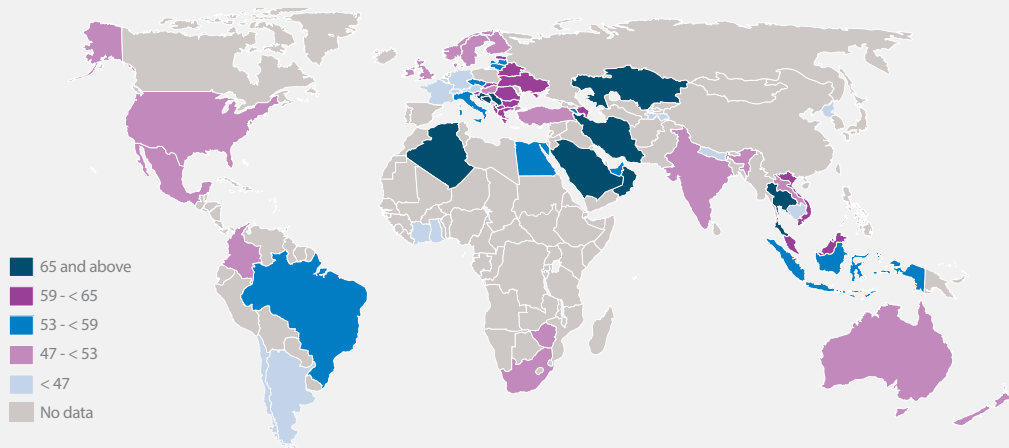 65 and above
59 - < 65
53 - < 59
47 - < 53
< 47
No data